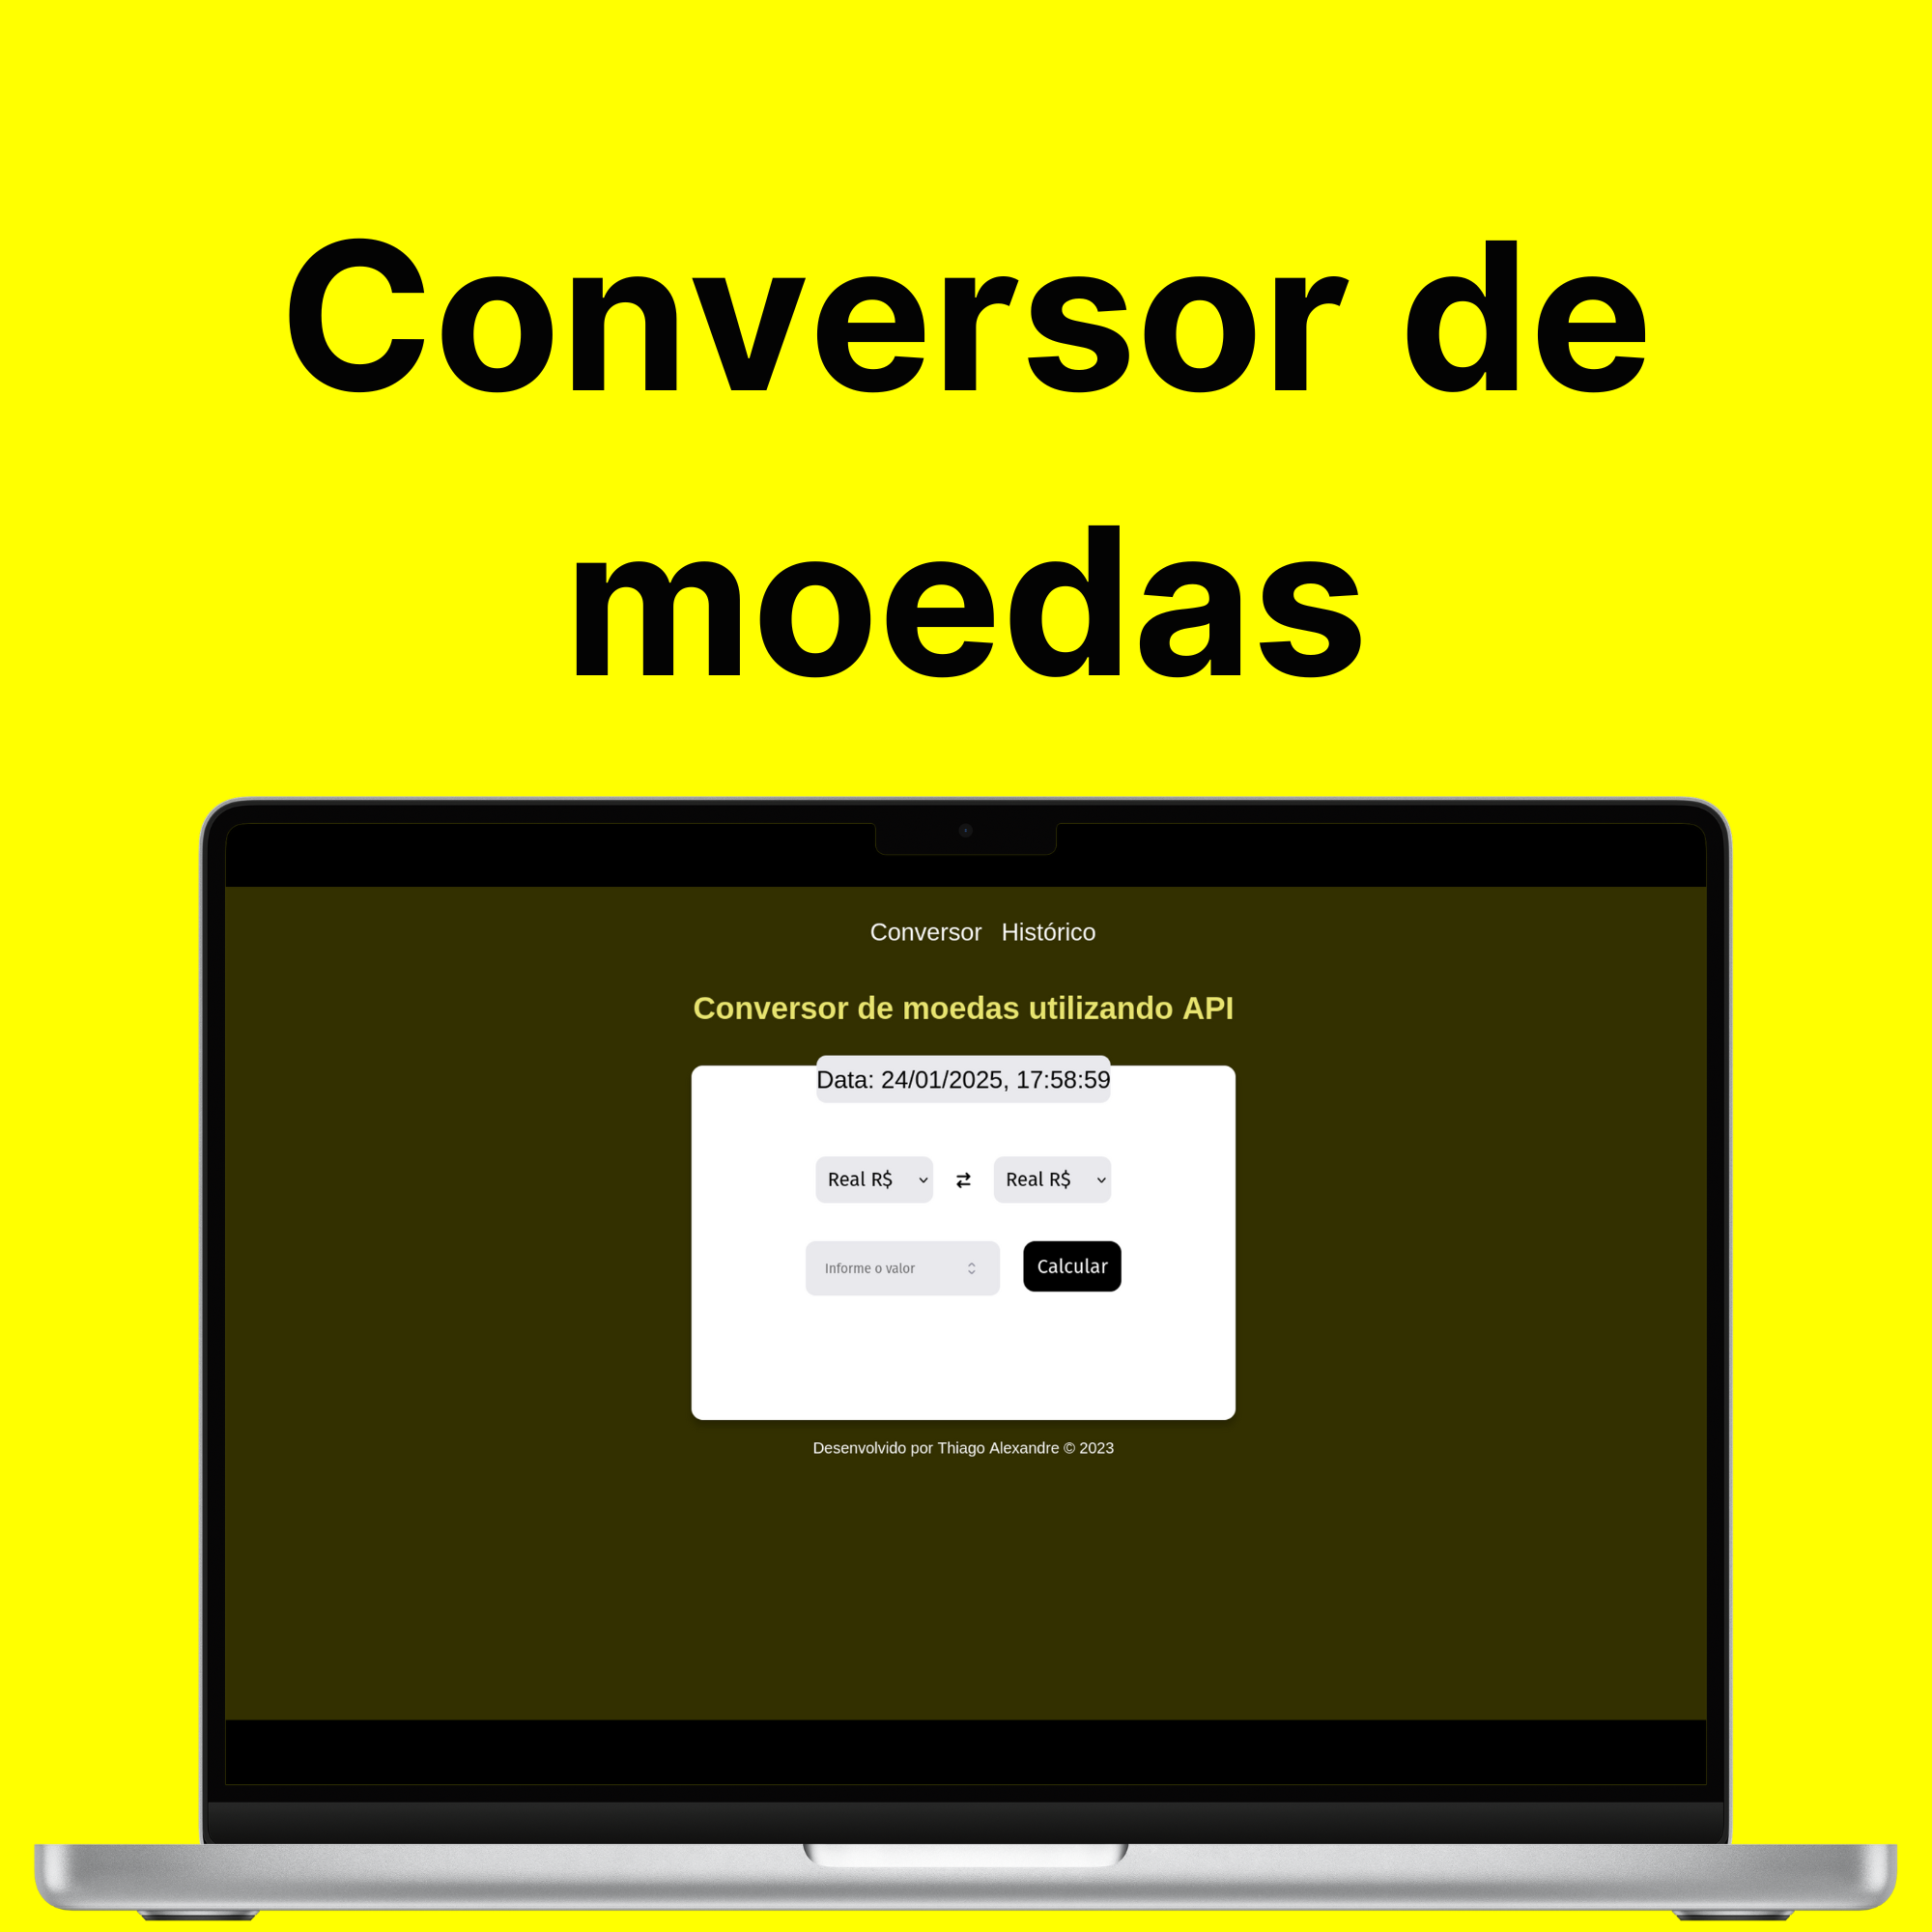 Conversor de
moedas
Conversor Histórico
Conversor de moedas utilizando API
Data: 24/01/2025, 17:58:59
Real R$ Real R$
Informe o valor Calcular
Desenvolvido por Thiago Alexandre © 2023